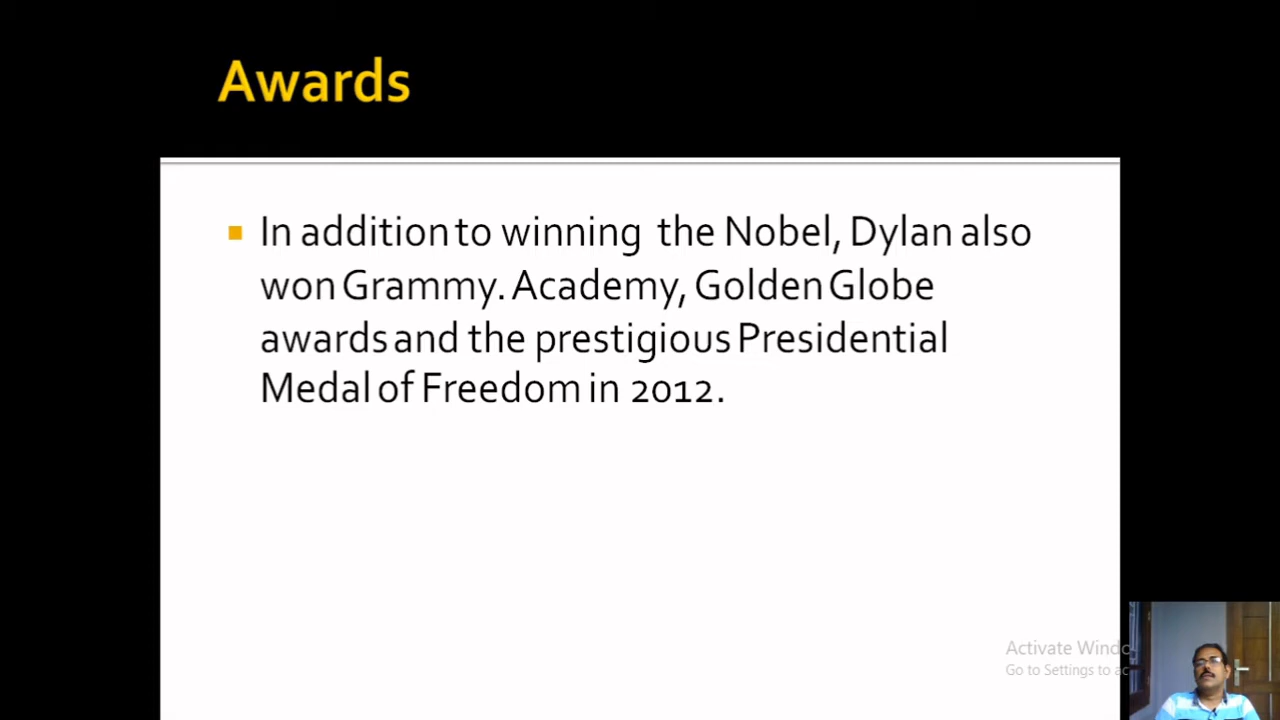 Awards
In addition to winning the Nobel, Dylan also
won Grammy. Academy, Golden Globe
awards and the prestigious Presidential
Medal of Freedom in 2012.
Activate Windo
Go to Settings to ac